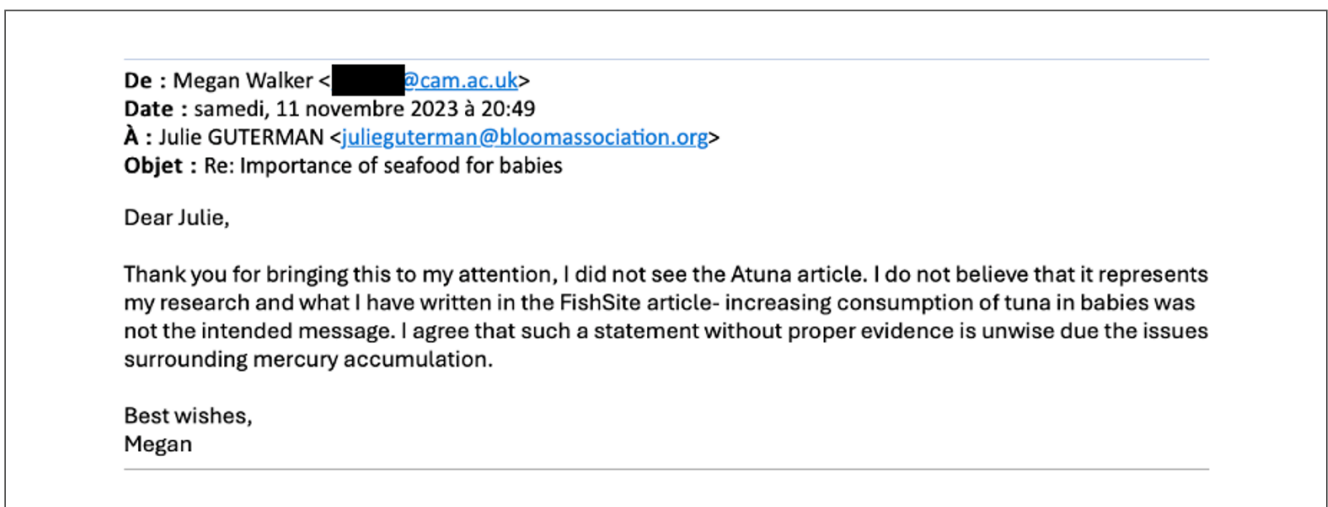 De : Megan Walker < @cam.ac.uk>
Date : samedi, 11 novembre 2023 à 20:49
À : Julie GUTERMAN <julieguterman@bloomassociation.org>
Objet : Re: Importance of seafood for babies
Dear Julie,
Thank you for bringing this to my attention, I did not see the Atuna article. I do not believe that it represents
my research and what I have written in the FishSite article- increasing consumption of tuna in babies was
not the intended message. I agree that such a statement without proper evidence is unwise due the issues
surrounding mercury accumulation.
Best wishes,
Megan